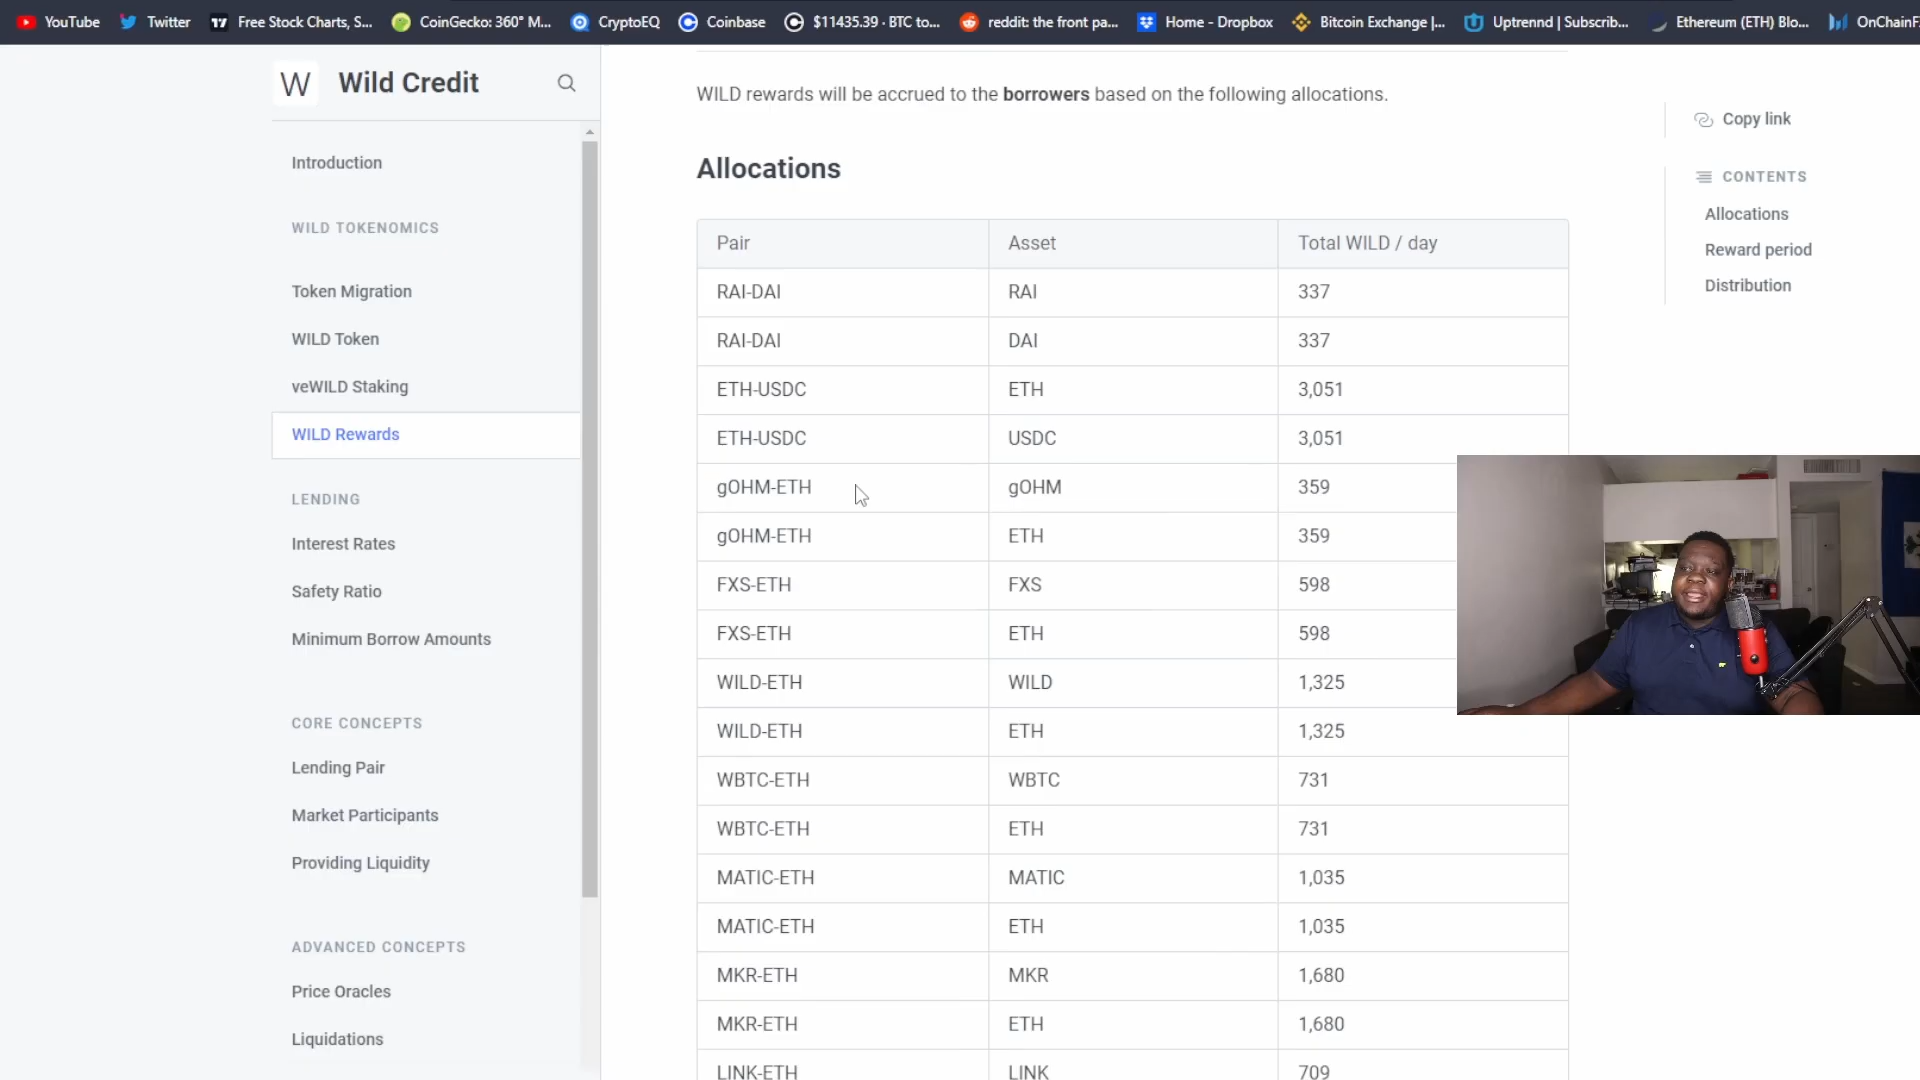 YouTube
Twitter
Free Stock Charts, S...
CoinGecko: 360° M...
CryptoEQ
Coinbase
$11435.39 - BTC to...
reddit: the front pa...
Home - Dropbox
Bitcoin Exchange |...
Uptrennd | Subscrib...
Ethereum (ETH) Blo...
OnChainF
W
Wild Credit
Introduction
WILD TOKENOMICS
Token Migration
WILD Token
veWILD Staking
WILD Rewards
LENDING
Interest Rates
Safety Ratio
Minimum Borrow Amounts
CORE CONCEPTS
Lending Pair
Market Participants
Providing Liquidity
ADVANCED CONCEPTS
Price Oracles
Liquidations
WILD rewards will be accrued to the borrowers based on the following allocations.
Allocations
Pair Asset Total WILD / day
RAI-DAI RAI 337
RAI-DAI DAI 337
ETH-USDC ETH 3,051
ETH-USDC USDC 3,051
gOHM-ETH gOHM 359
gOHM-ETH ETH 359
FXS-ETH FXS 598
FXS-ETH ETH 598
WILD-ETH WILD 1,325
WILD-ETH ETH 1,325
WBTC-ETH WBTC 731
WBTC-ETH ETH 731
MATIC-ETH MATIC 1,035
MATIC-ETH ETH 1,035
MKR-ETH MKR 1,680
MKR-ETH ETH 1,680
LINK-ETH LINK 709
Copy link
CONTENTS
Allocations
Reward period
Distribution